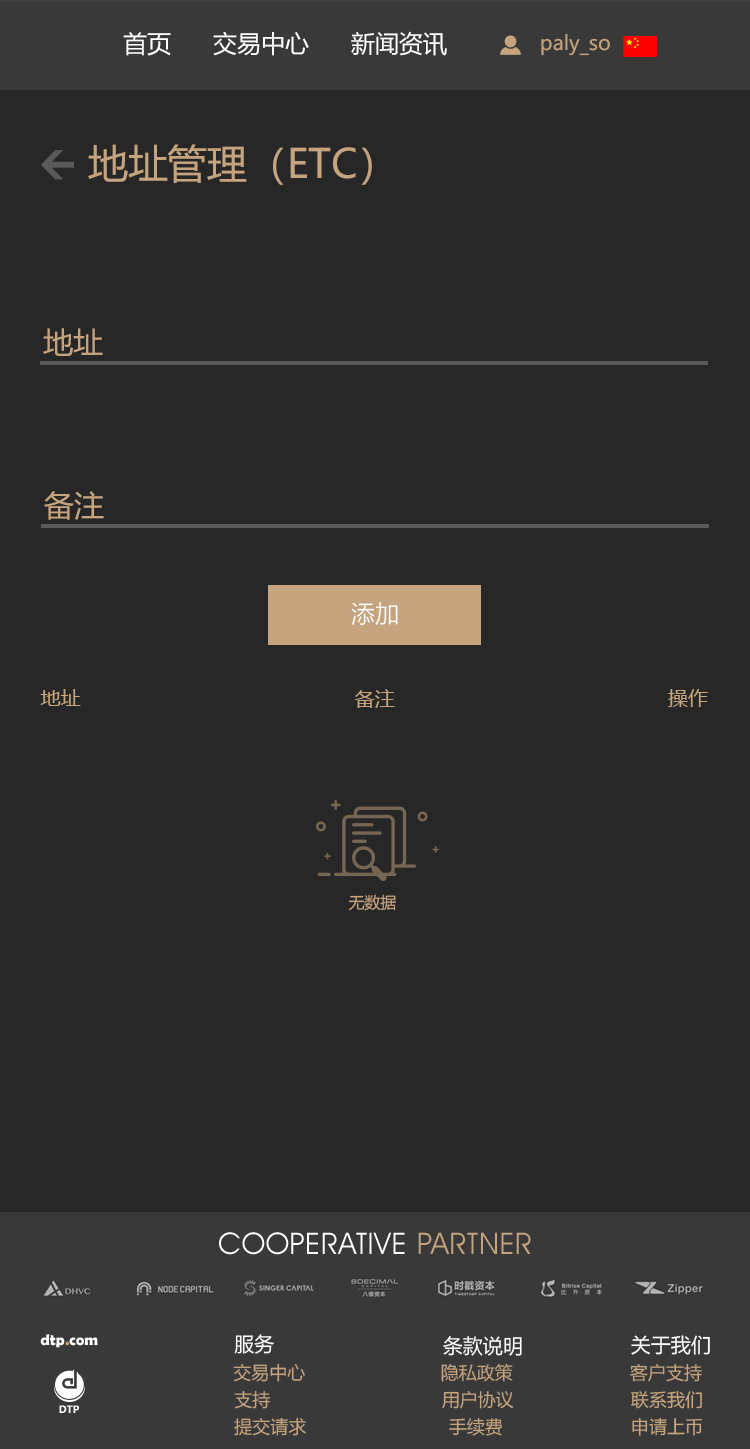 首页 交易中心 新闻资讯 paly_so
地址管理（ETC）
地址
备注
添加
地址 备注 操作
无数据
COOPERATIVE PARTNER
DHVC NODE CAPITAL SINGER CAPITAL 8DECIMAL CAPITAL 八维资本 时戳资本 TIMESTAMP CAPITAL Bitrise Capital 比升资本 Zipper
dtp.com 服务 条款说明 关于我们
交易中心 隐私政策 客户支持
DTP 支持 用户协议 联系我们
提交请求 手续费 申请上币